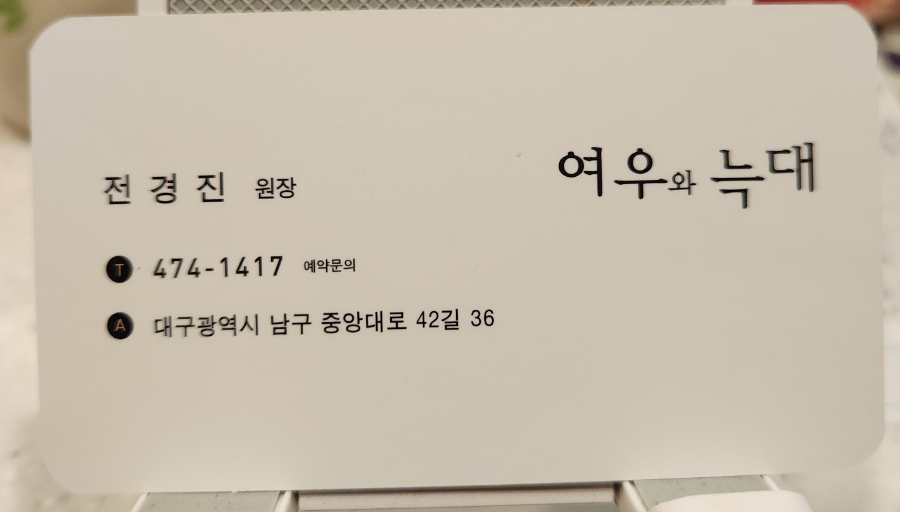 여우와 늑대
전 경 진 원장
T 474-1417 예약문의
A 대구광역시 남구 중앙대로 42길 36